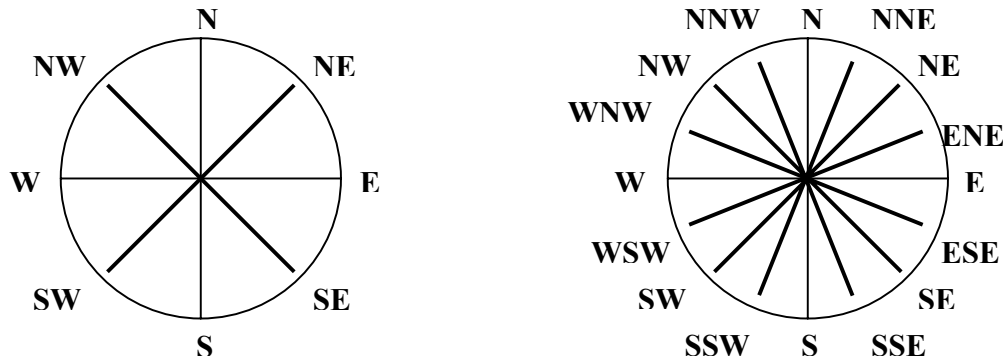 N
NW NE
W E
SW SE
S
NNW N NNE
NW NE
WNW ENE
W E
WSW ESE
SW SE
SSW S SSE